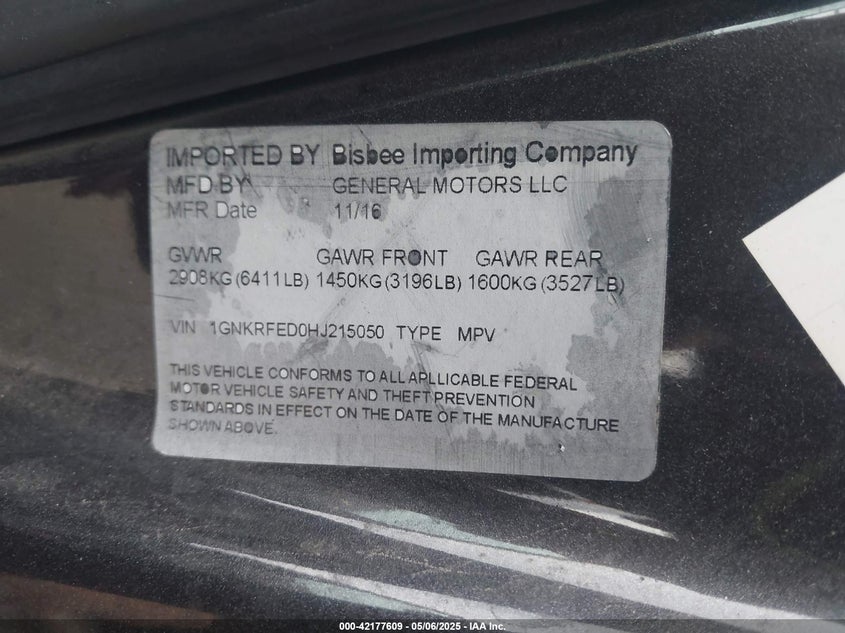 IMPORTED BY Bisbee Importing Company
MFD BY GENERAL MOTORS LLC
MFR Date 11/16
GVWR GAWR FRONT GAWR REAR
2908KG (6411LB) 1450KG (3196LB) 1600KG (3527LB)
VIN 1GNKRFED0HJ215050 TYPE MPV
THIS VEHICLE CONFORMS TO ALL APLLICABLE FEDERAL
MOTOR VEHICLE SAFETY AND THEFT PREVENTION
STANDARDS IN EFFECT ON THE DATE OF THE MANUFACTURE
SHOWN ABOVE.
000-42177609 - 05/06/2025 - IAA Inc.